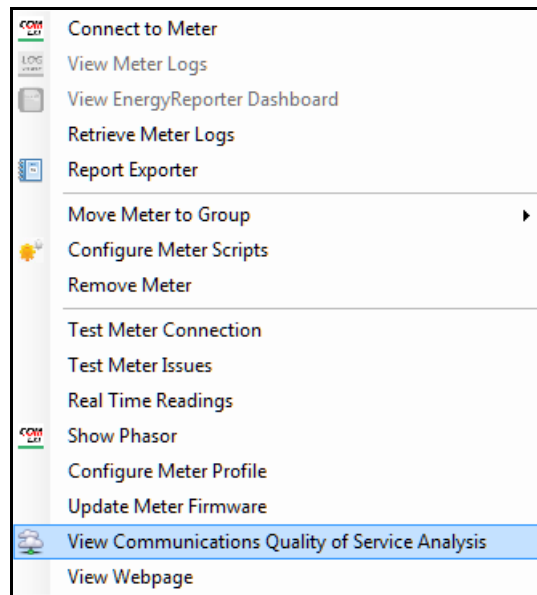 Connect to Meter
View Meter Logs
View EnergyReporter Dashboard
Retrieve Meter Logs
Report Exporter
Move Meter to Group
Configure Meter Scripts
Remove Meter
Test Meter Connection
Test Meter Issues
Real Time Readings
Show Phasor
Configure Meter Profile
Update Meter Firmware
View Communications Quality of Service Analysis
View Webpage